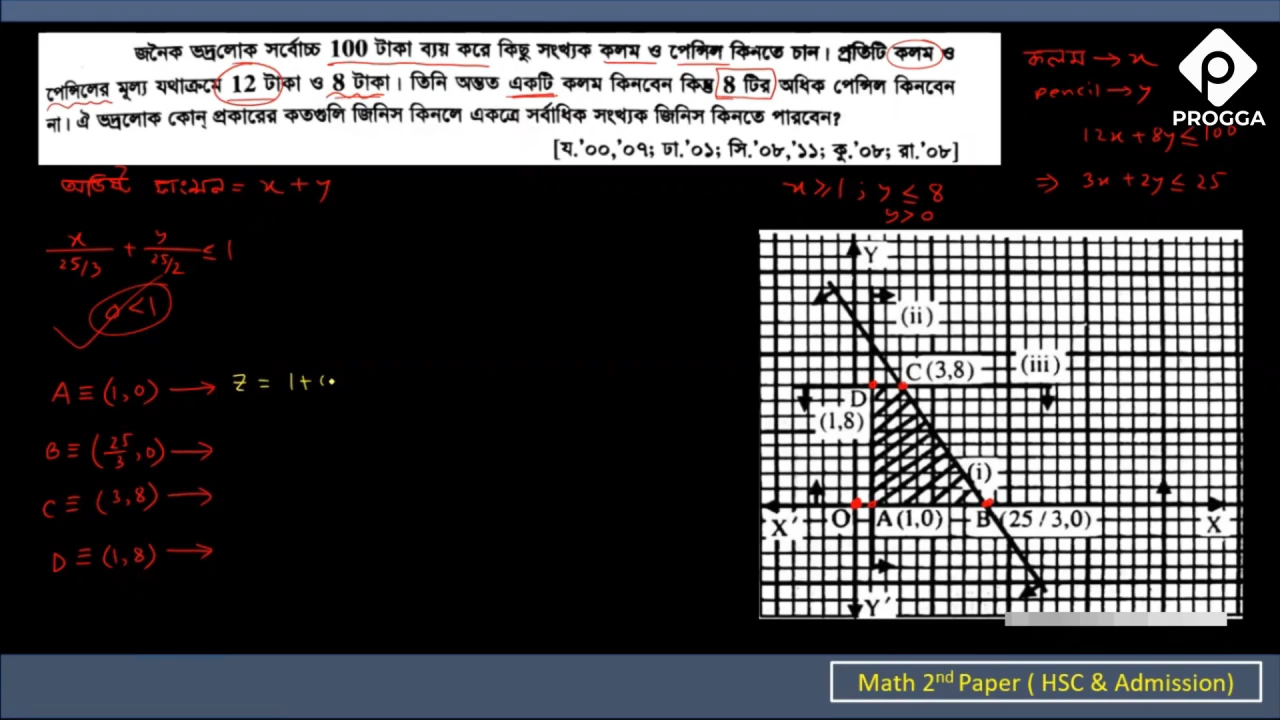 জনৈক ভদ্রলোক সর্বোচ্চ 100 টাকা ব্যয় করে কিছু সংখ্যক কলম ও পেন্সিল কিনতে চান। প্রতিটি কলম ও
পেন্সিলের মূল্য যথাক্রমে 12 টাকা ও 8 টাকা। তিনি অন্তত একটি কলম কিনবেন কিন্তু 8 টির অধিক পেন্সিল কিনবেন
না। ঐ ভদ্রলোক কোন্ প্রকারের কতগুলি জিনিস কিনলে একত্রে সর্বাধিক সংখ্যক জিনিস কিনতে পারবেন?
[য.'০০,'০৭; ঢা.'০১; সি.'০৮,'১১; কু.'০৮; রা.'০৮]
কলম → x
pencil → y
12x + 8y ≤ 100
⇒ 3x + 2y ≤ 25
x ≥ 1 ; y ≤ 8
y > 0
PROGGA
অভিষ্ট ফাংশন = x + y
x/25/3 + y/25/2 ≤ 1
0 < 1
A ≡ (1, 0) → Z = 1 +
B ≡ (25/3, 0) →
C ≡ (3, 8) →
D ≡ (1, 8) →
Y
(ii)
C (3,8)
(iii)
D
(1,8)
(i)
X′
O
A (1,0)
B (25 / 3,0)
X
Y′
Math 2nd Paper ( HSC & Admission)